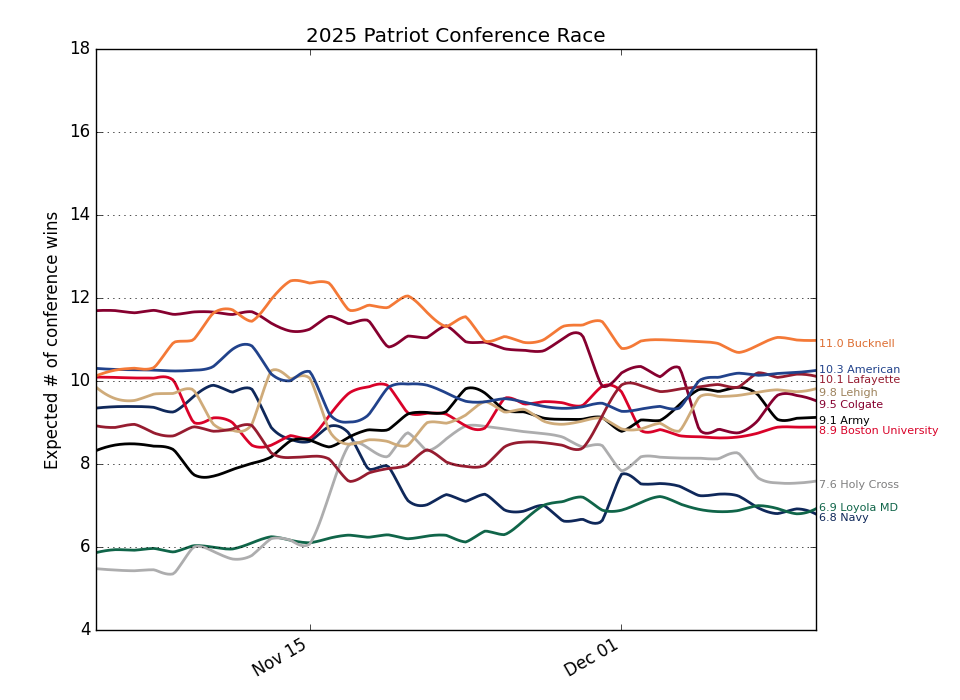 2025 Patriot Conference Race
Expected # of conference wins
18
16
14
12
10
8
6
4
Nov 15
Dec 01
11.0 Bucknell
10.3 American
10.1 Lafayette
9.8 Lehigh
9.5 Colgate
9.1 Army
8.9 Boston University
7.6 Holy Cross
6.9 Loyola MD
6.8 Navy